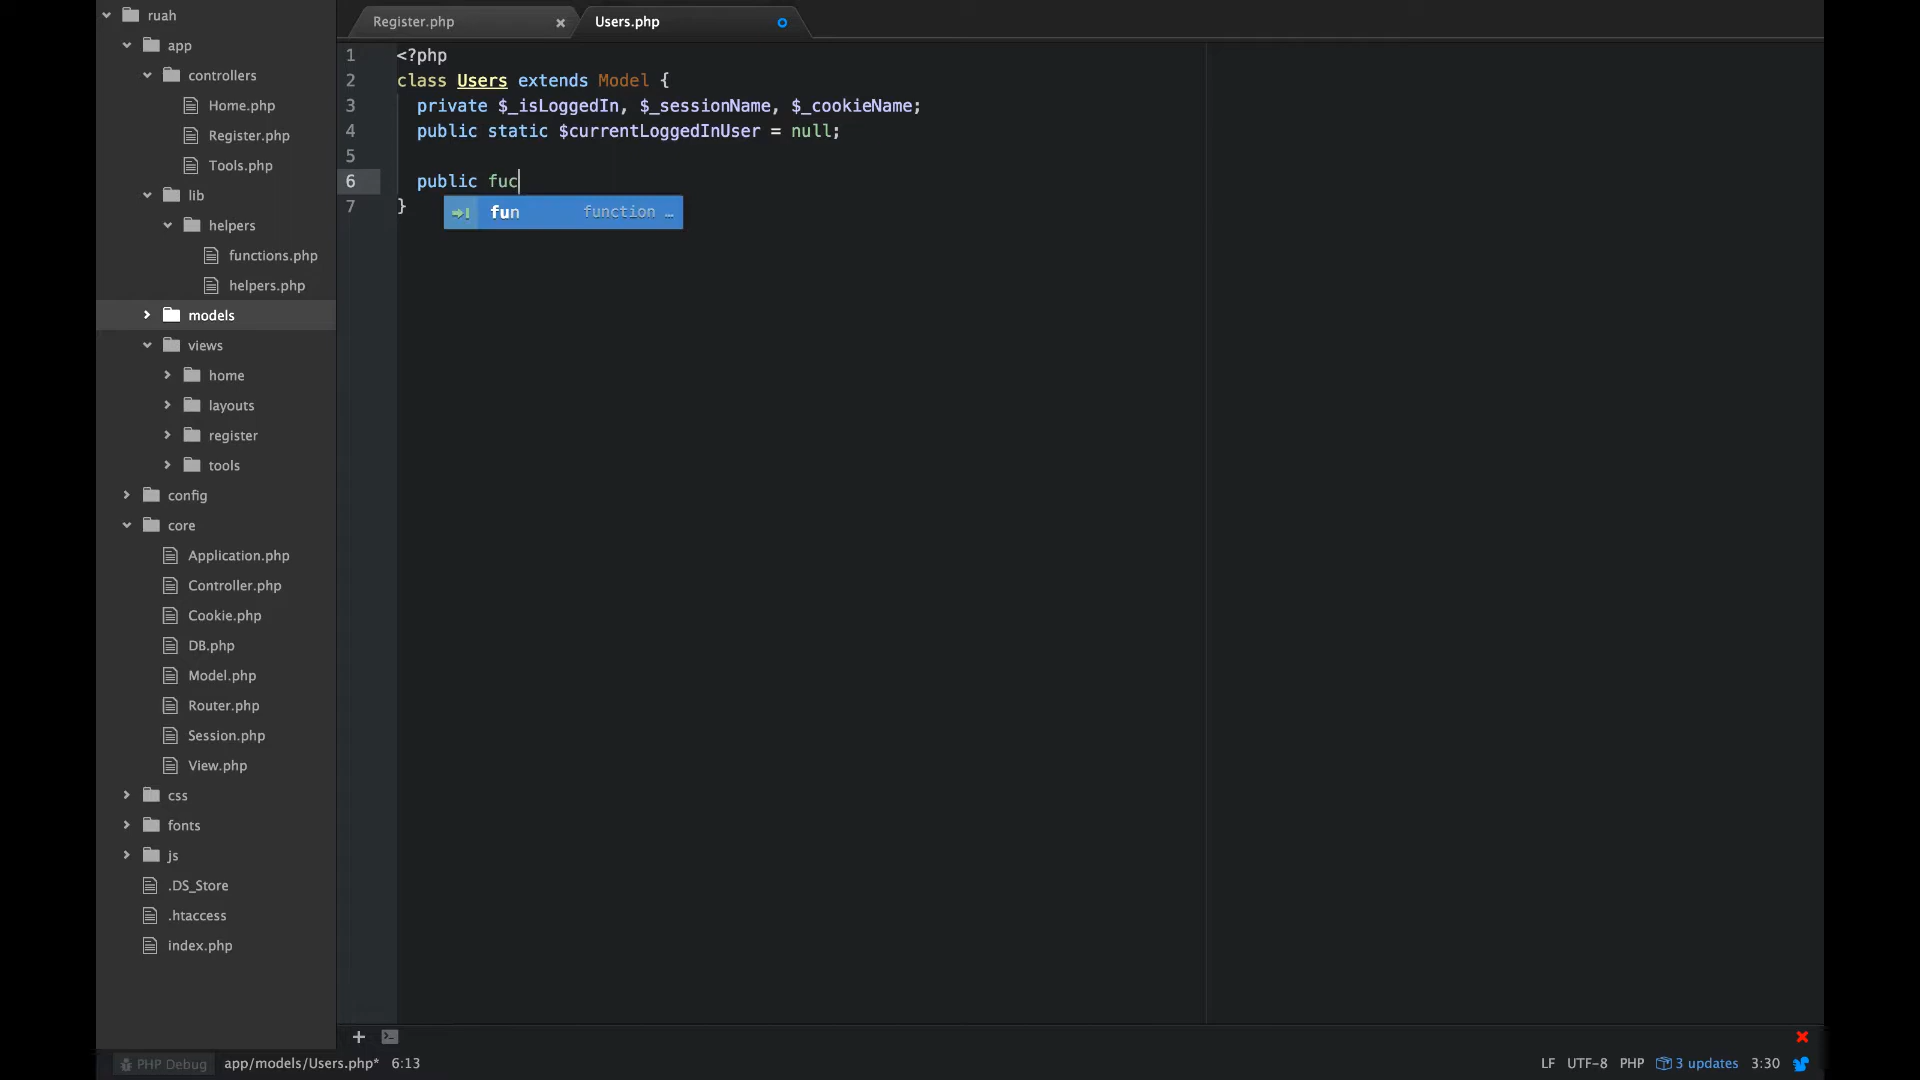 ruah
app
controllers
Home.php
Register.php
Tools.php
lib
helpers
functions.php
helpers.php
models
views
home
layouts
register
tools
config
core
Application.php
Controller.php
Cookie.php
DB.php
Model.php
Router.php
Session.php
View.php
css
fonts
js
.DS_Store
.htaccess
index.php
Register.php Users.php
1 <?php
2 class Users extends Model {
3 private $_isLoggedIn, $_sessionName, $_cookieName;
4 public static $currentLoggedInUser = null;
5
6 public fuc
fun function …
7 }
PHP Debug app/models/Users.php* 6:13 LF UTF-8 PHP 3 updates 3:30